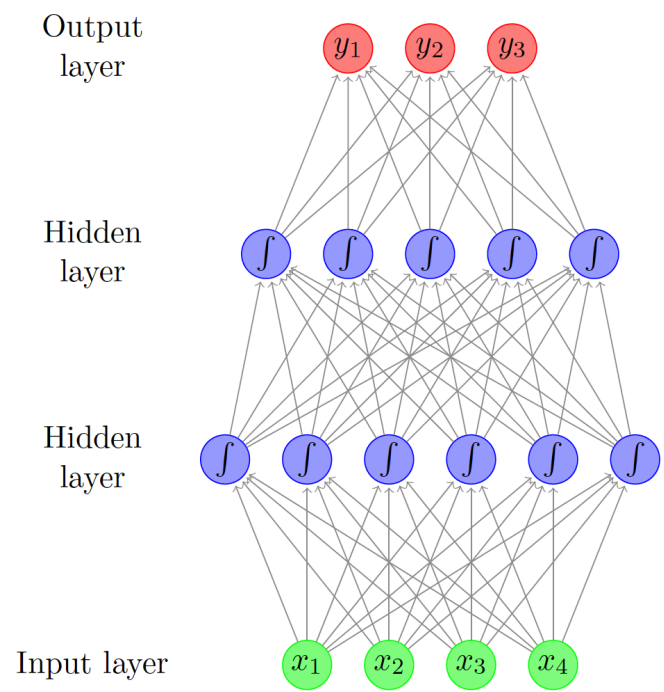 Output
layer
y1 y2 y3
Hidden
layer
∫ ∫ ∫ ∫ ∫
Hidden
layer
∫ ∫ ∫ ∫ ∫ ∫
Input layer
x1 x2 x3 x4